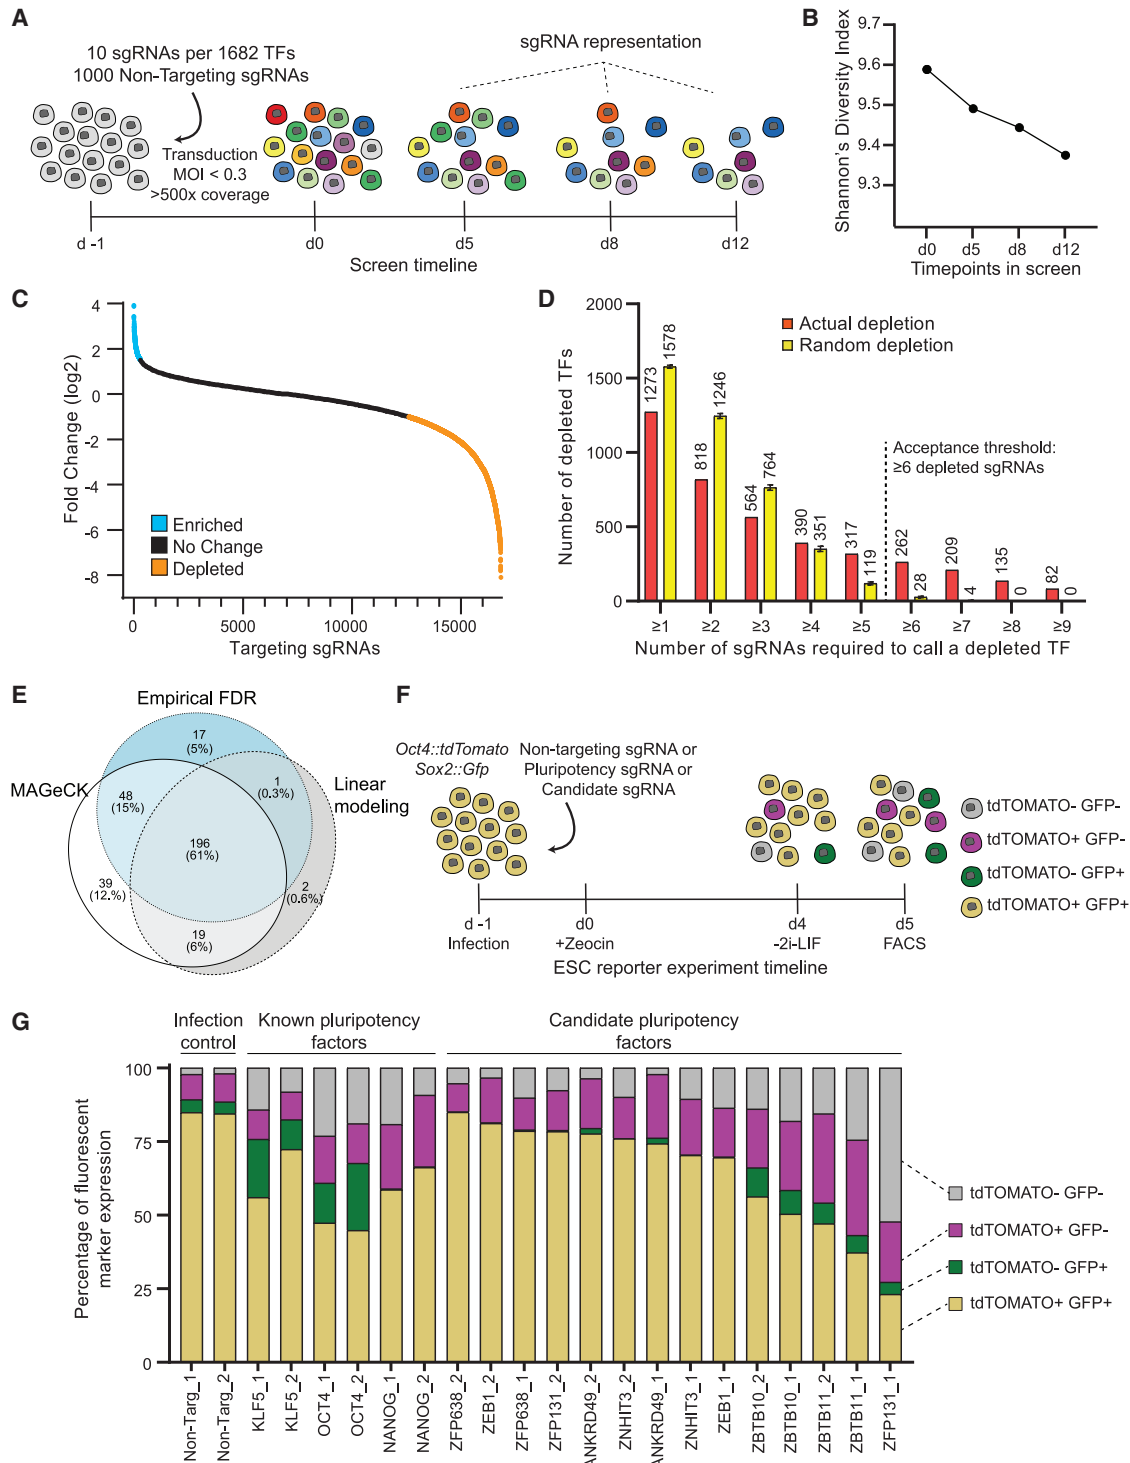 A
10 sgRNAs per 1682 TFs
1000 Non-Targeting sgRNAs
sgRNA representation
Transduction
MOI < 0.3
>500x coverage
d -1
d0
d5
d8
d12
Screen timeline
B
Shannon's Diversity Index
9.7
9.6
9.5
9.4
9.3
d0
d5
d8
d12
Timepoints in screen
C
Fold Change (log2)
4
2
0
-2
-4
-6
-8
Enriched
No Change
Depleted
0
5000
10000
15000
Targeting sgRNAs
D
Number of depleted TFs
2000
1500
1000
500
0
Actual depletion
Random depletion
1273
1578
818
1246
564
764
390
351
317
119
262
28
209
4
135
0
82
0
Acceptance threshold:
≥6 depleted sgRNAs
≥1
≥2
≥3
≥4
≥5
≥6
≥7
≥8
≥9
Number of sgRNAs required to call a depleted TF
E
Empirical FDR
MAGeCK
Linear
modeling
17
(5%)
48
(15%)
1
(0.3%)
196
(61%)
39
(12.%)
2
(0.6%)
19
(6%)
F
Oct4::tdTomato
Sox2::Gfp
Non-targeting sgRNA or
Pluripotency sgRNA or
Candidate sgRNA
tdTOMATO- GFP-
tdTOMATO+ GFP-
tdTOMATO- GFP+
tdTOMATO+ GFP+
d -1
Infection
d0
+Zeocin
d4
-2i-LIF
d5
FACS
ESC reporter experiment timeline
G
Infection
control
Known pluripotency
factors
Candidate pluripotency
factors
Percentage of fluorescent
marker expression
100
75
50
25
0
tdTOMATO- GFP-
tdTOMATO+ GFP-
tdTOMATO- GFP+
tdTOMATO+ GFP+
Non-Targ_1
Non-Targ_2
KLF5_1
KLF5_2
OCT4_1
OCT4_2
NANOG_1
NANOG_2
ZFP638_2
ZEB1_2
ZFP638_1
ZFP131_2
ANKRD49_2
ZNHIT3_2
ANKRD49_1
ZNHIT3_1
ZEB1_1
ZBTB10_2
ZBTB10_1
ZBTB11_2
ZBTB11_1
ZFP131_1